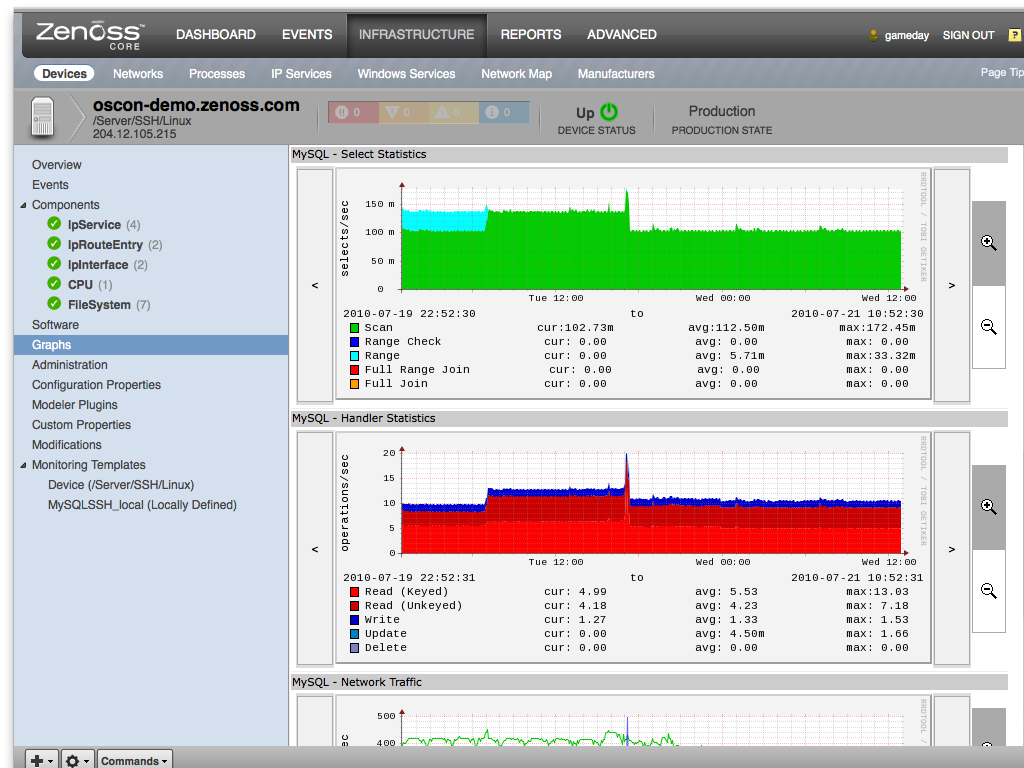 Zenoss™
CORE
DASHBOARD EVENTS INFRASTRUCTURE REPORTS ADVANCED
gameday SIGN OUT ?
Devices Networks Processes IP Services Windows Services Network Map Manufacturers
Page Tip
oscon-demo.zenoss.com
/Server/SSH/Linux
204.12.105.215
0 0 0 0
Up
DEVICE STATUS
Production
PRODUCTION STATE
Overview
Events
Components
IpService (4)
IpRouteEntry (2)
IpInterface (2)
CPU (1)
FileSystem (7)
Software
Graphs
Administration
Configuration Properties
Modeler Plugins
Custom Properties
Modifications
Monitoring Templates
Device (/Server/SSH/Linux)
MySQLSSH_local (Locally Defined)
MySQL - Select Statistics
<
>
selects/sec
150 m
100 m
50 m
0
Tue 12:00 Wed 00:00 Wed 12:00
RRDTOOL / TOBI OETIKER
2010-07-19 22:52:30 to 2010-07-21 10:52:30
Scan cur:102.73m avg:112.50m max:172.45m
Range Check cur: 0.00 avg: 0.00 max: 0.00
Range cur: 0.00 avg: 5.71m max:33.32m
Full Range Join cur: 0.00 avg: 0.00 max: 0.00
Full Join cur: 0.00 avg: 0.00 max: 0.00
MySQL - Handler Statistics
<
>
operations/sec
20
15
10
5
0
Tue 12:00 Wed 00:00 Wed 12:00
RRDTOOL / TOBI OETIKER
2010-07-19 22:52:31 to 2010-07-21 10:52:31
Read (Keyed) cur: 4.99 avg: 5.53 max:13.03
Read (Unkeyed) cur: 4.18 avg: 4.23 max: 7.18
Write cur: 1.27 avg: 1.33 max: 1.53
Update cur: 0.00 avg: 4.50m max: 1.66
Delete cur: 0.00 avg: 0.00 max: 0.00
MySQL - Network Traffic
500
400
RRDTOOL /
Commands